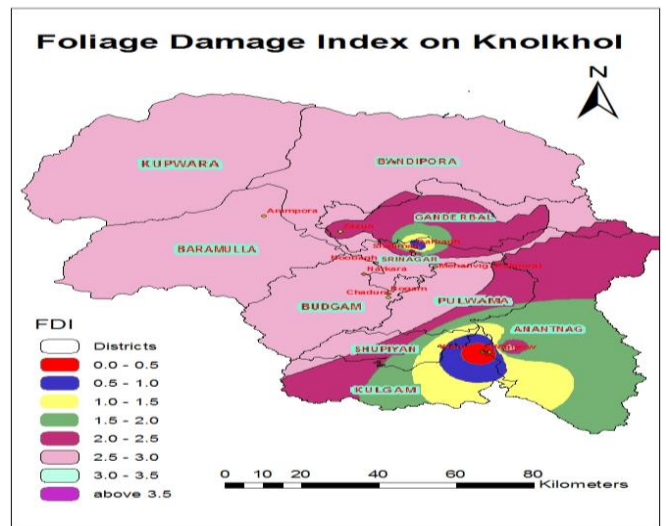 Foliage Damage Index on Knolkhol
N
KUPWARA
BANDIPORA
GANDERBAL
BARAMULLA
SRINAGAR
Narkara
Chadura
BUDGAM
PULWAMA
ANANTNAG
SHUPIYAN
KULGAM
FDI
Districts
0.0 - 0.5
0.5 - 1.0
1.0 - 1.5
1.5 - 2.0
2.0 - 2.5
2.5 - 3.0
3.0 - 3.5
above 3.5
0 10 20 40 60 80
Kilometers